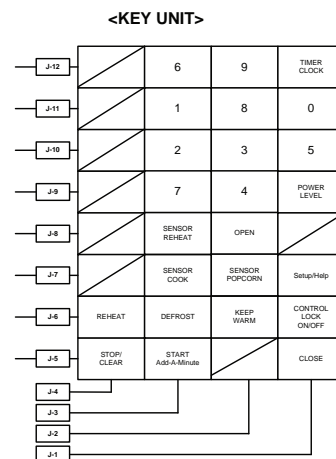 <KEY UNIT>
J-12
6
9
TIMER
CLOCK
J-11
1
8
0
J-10
2
3
5
J-9
7
4
POWER
LEVEL
J-8
SENSOR
REHEAT
OPEN
J-7
SENSOR
COOK
SENSOR
POPCORN
Setup/Help
J-6
REHEAT
DEFROST
KEEP
WARM
CONTROL
LOCK
ON/OFF
J-5
STOP/
CLEAR
START
Add-A-Minute
CLOSE
J-4
J-3
J-2
J-1